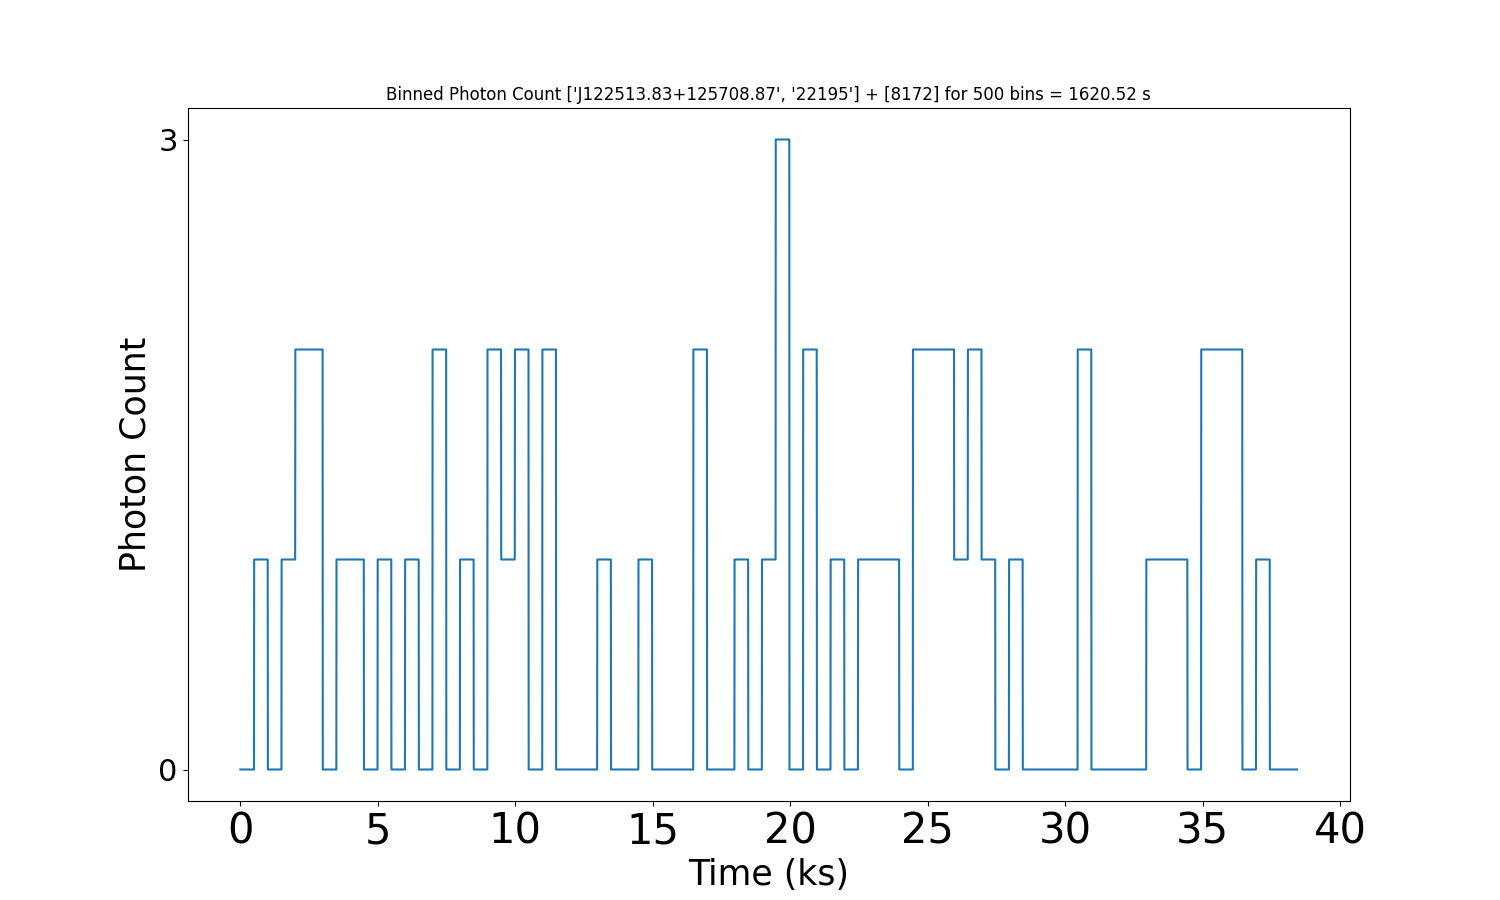 Binned Photon Count ['J122513.83+125708.87', '22195'] + [8172] for 500 bins = 1620.52 s
3
Photon Count
0
0 5 10 15 20 25 30 35 40
Time (ks)